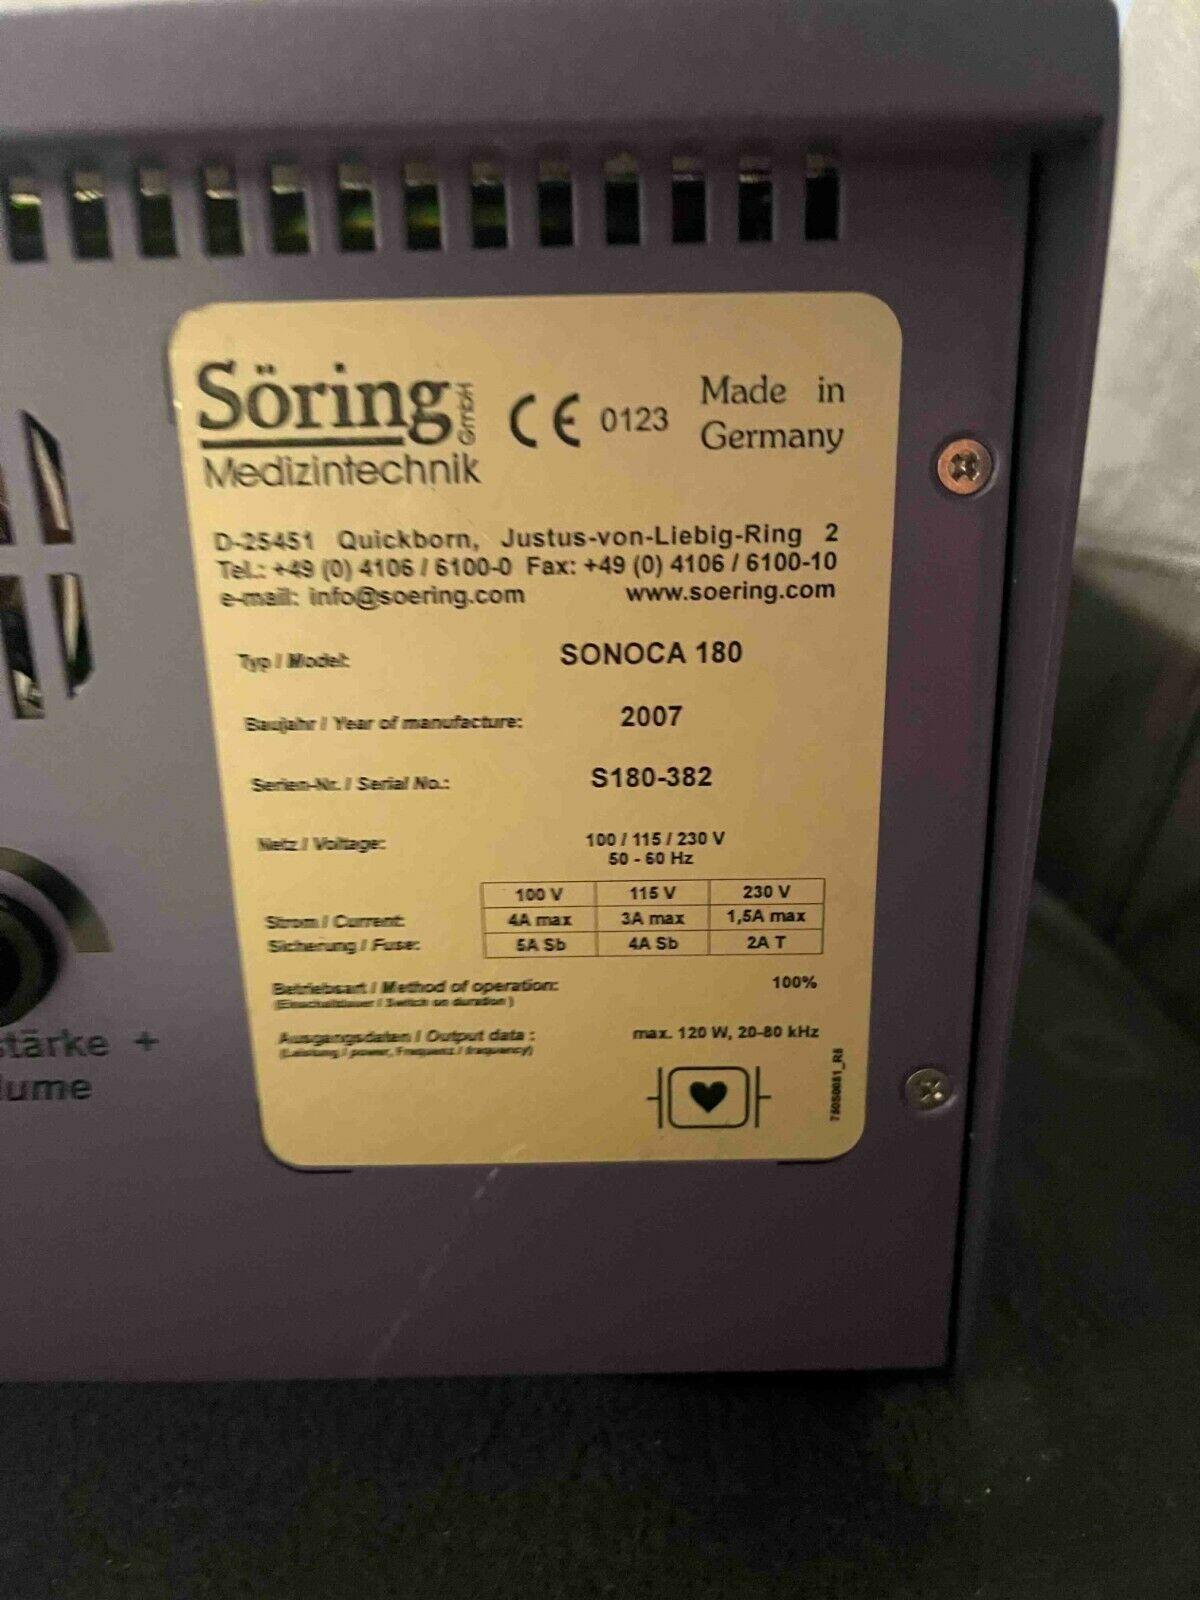 Söring GmbH
Medizintechnik
CE 0123
Made in
Germany
D-25451 Quickborn, Justus-von-Liebig-Ring 2
Tel.: +49 (0) 4106 / 6100-0 Fax: +49 (0) 4106 / 6100-10
e-mail: info@soering.com www.soering.com
Typ / Model: SONOCA 180
Baujahr / Year of manufacture: 2007
Serien-Nr. / Serial No.: S180-382
Netz / Voltage: 100 / 115 / 230 V
50 - 60 Hz
100 V 115 V 230 V
Strom / Current: 4A max 3A max 1,5A max
Sicherung / Fuse: 5A Sb 4A Sb 2A T
Betriebsart / Method of operation: 100%
(Einschaltdauer / Switch on duration )
Ausgangsdaten / Output data : max. 120 W, 20-80 kHz
(Leistung / power, Frequenz / frequency)
stärke +
lume